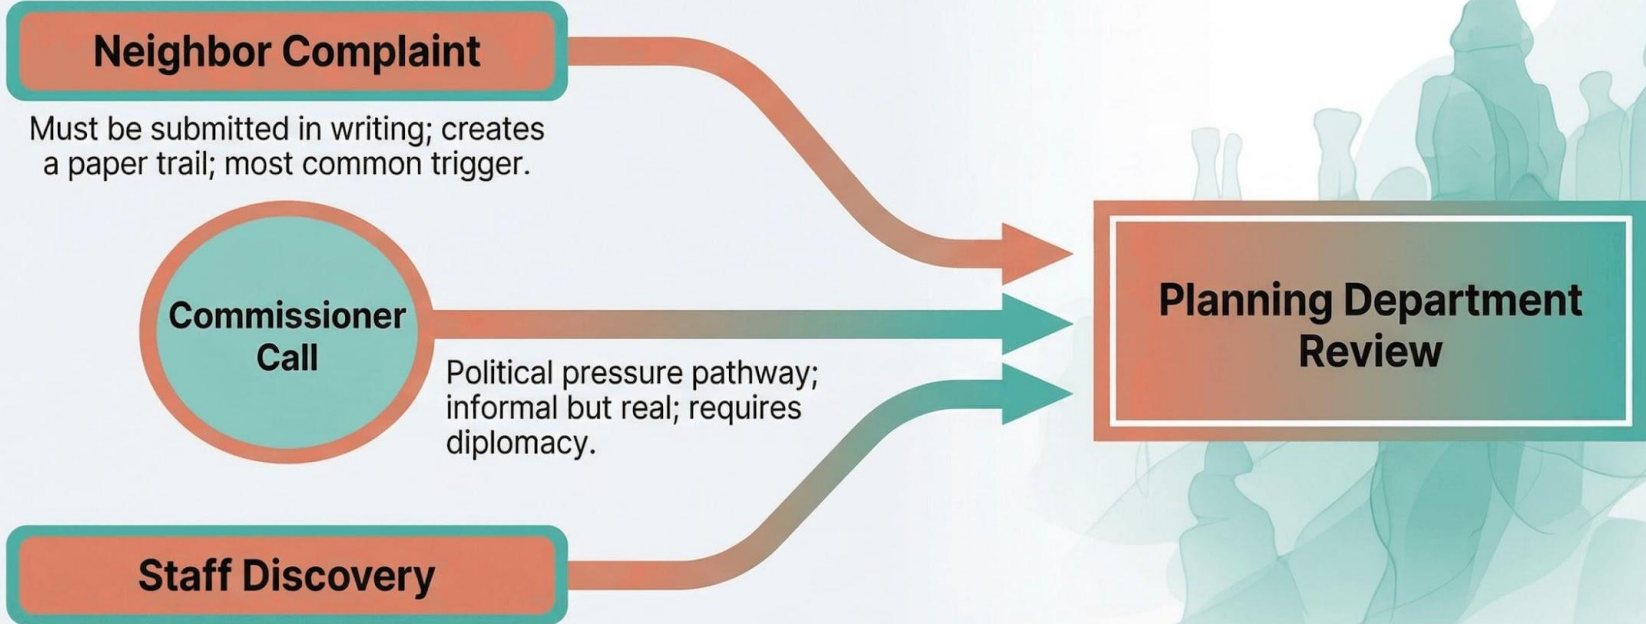 Neighbor Complaint
Must be submitted in writing; creates
a paper trail; most common trigger.
Commissioner
Call
Political pressure pathway;
informal but real; requires
diplomacy.
Staff Discovery
Planning Department
Review